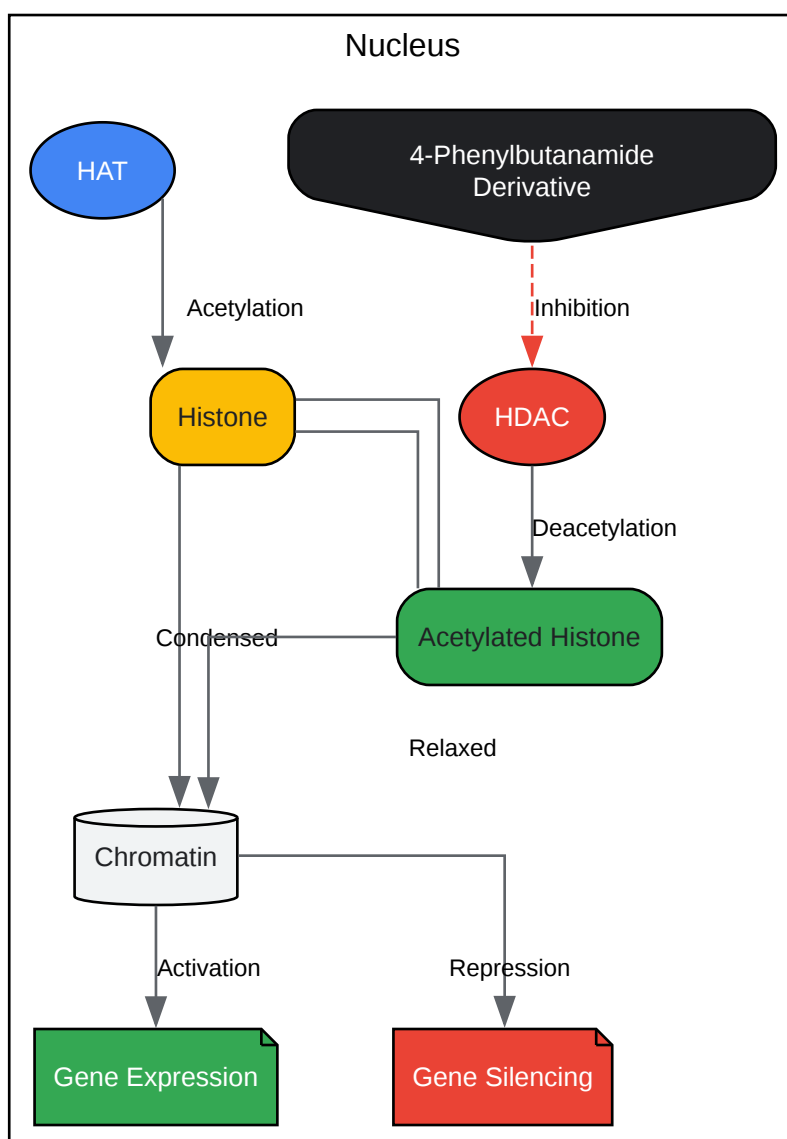 Nucleus
HAT
4-Phenylbutanamide
Derivative
Acetylation
Inhibition
Histone
HDAC
Deacetylation
Condensed
Acetylated Histone
Relaxed
Chromatin
Activation
Repression
Gene Expression
Gene Silencing